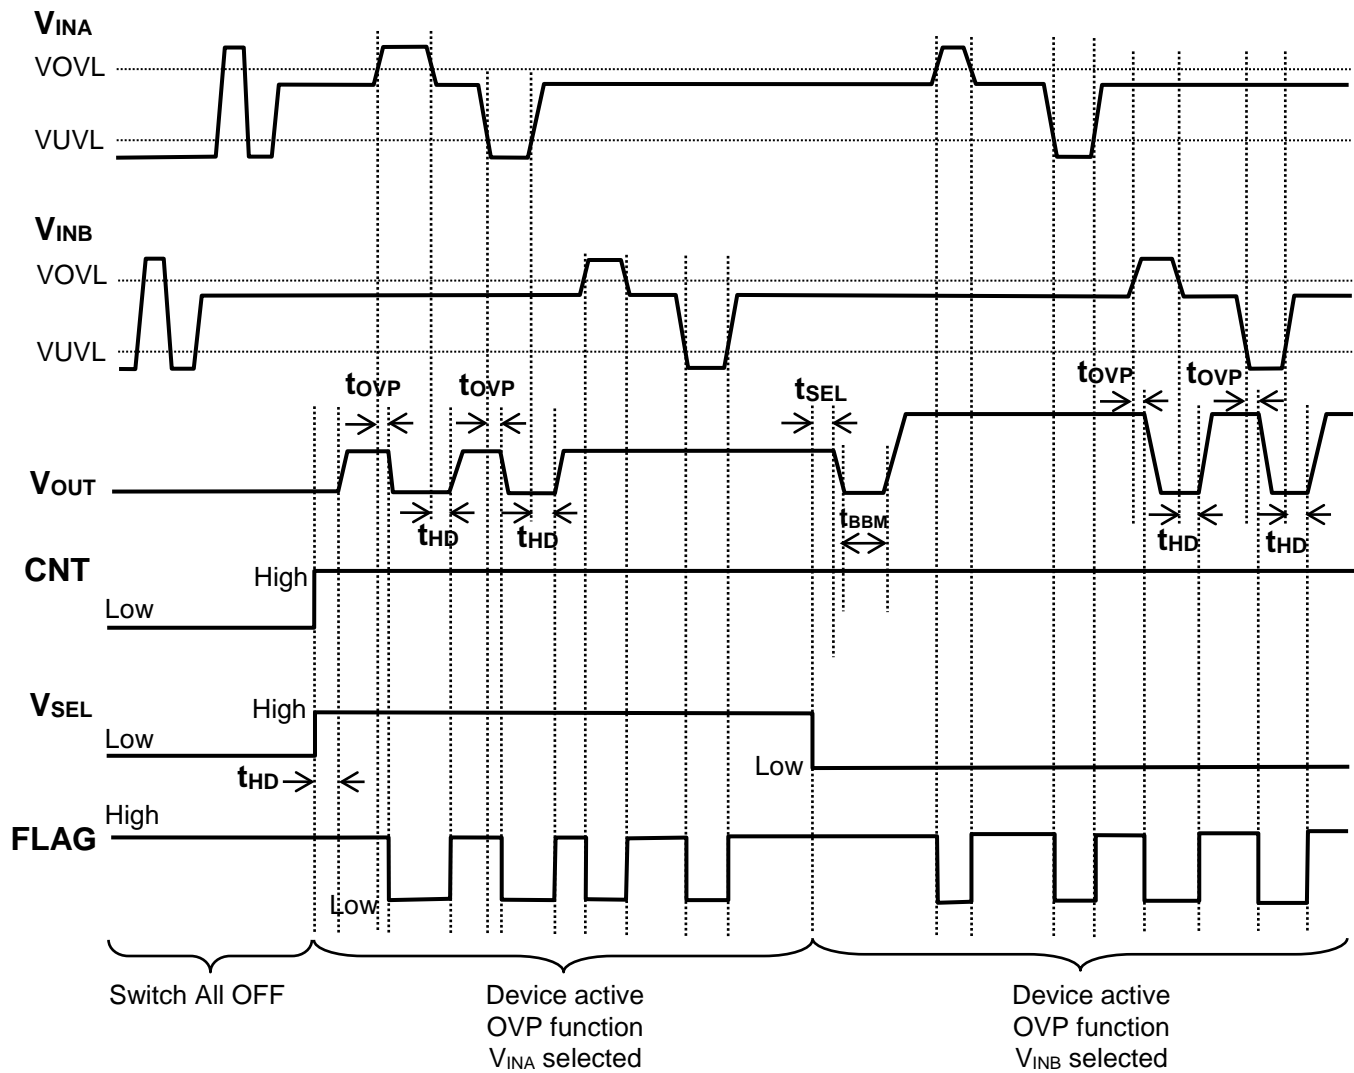 VINA
VOVL
VUVL
VINB
VOVL
VUVL
tOVP tOVP tSEL tOVP tOVP
VOUT
tHD tHD tBBM tHD tHD
CNT
High
Low
VSEL
High
Low
Low
tHD
High
FLAG
Low
Switch All OFF
Device active
OVP function
VINA selected
Device active
OVP function
VINB selected